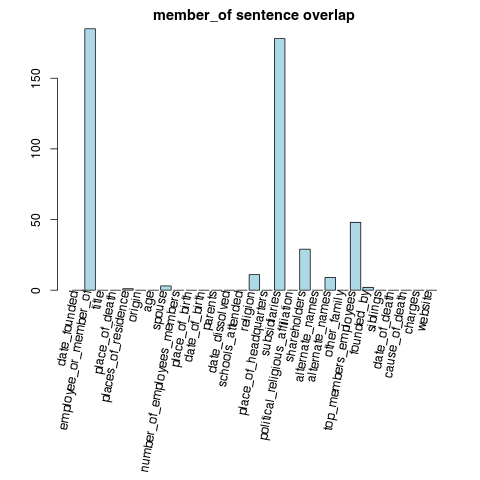 member_of sentence overlap
150
100
50
0
date_founded
employee_or_member_of
title
place_of_death
places_of_residence
origin
age
spouse
number_of_employees_members
place_of_birth
date_of_birth
parents
date_dissolved
schools_attended
religion
place_of_headquarters
subsidiaries
political_religious_affiliation
shareholders
alternate_names
alternate_names
other_family
top_members_employees
founded_by
siblings
date_of_death
cause_of_death
charges
website